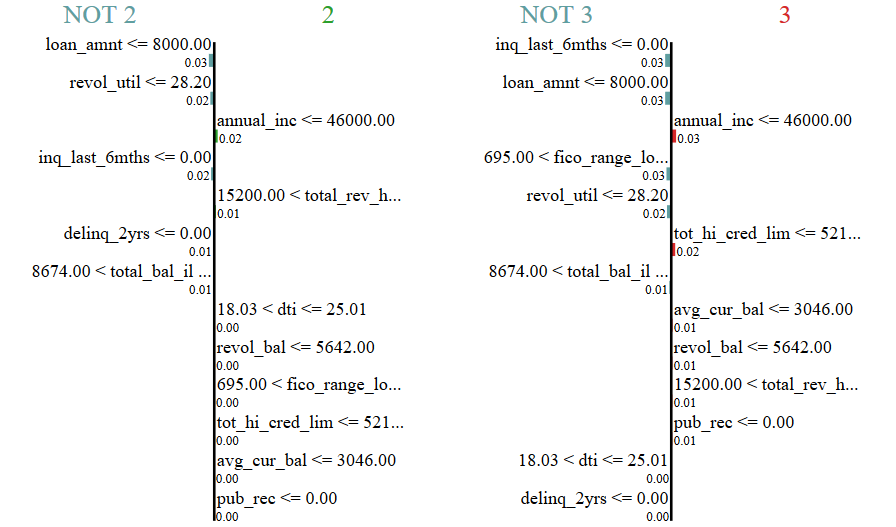 NOT 2 2
loan_amnt <= 8000.00
0.03
revol_util <= 28.20
0.02
annual_inc <= 46000.00
0.02
inq_last_6mths <= 0.00
0.02
15200.00 < total_rev_h...
0.01
delinq_2yrs <= 0.00
0.01
8674.00 < total_bal_il ...
0.01
18.03 < dti <= 25.01
0.00
revol_bal <= 5642.00
0.00
695.00 < fico_range_lo...
0.00
tot_hi_cred_lim <= 521...
0.00
avg_cur_bal <= 3046.00
0.00
pub_rec <= 0.00
0.00
NOT 3 3
inq_last_6mths <= 0.00
0.03
loan_amnt <= 8000.00
0.03
annual_inc <= 46000.00
0.03
695.00 < fico_range_lo...
0.03
revol_util <= 28.20
0.02
tot_hi_cred_lim <= 521...
0.02
8674.00 < total_bal_il ...
0.01
avg_cur_bal <= 3046.00
0.01
revol_bal <= 5642.00
0.01
15200.00 < total_rev_h...
0.01
pub_rec <= 0.00
0.01
18.03 < dti <= 25.01
0.00
delinq_2yrs <= 0.00
0.00